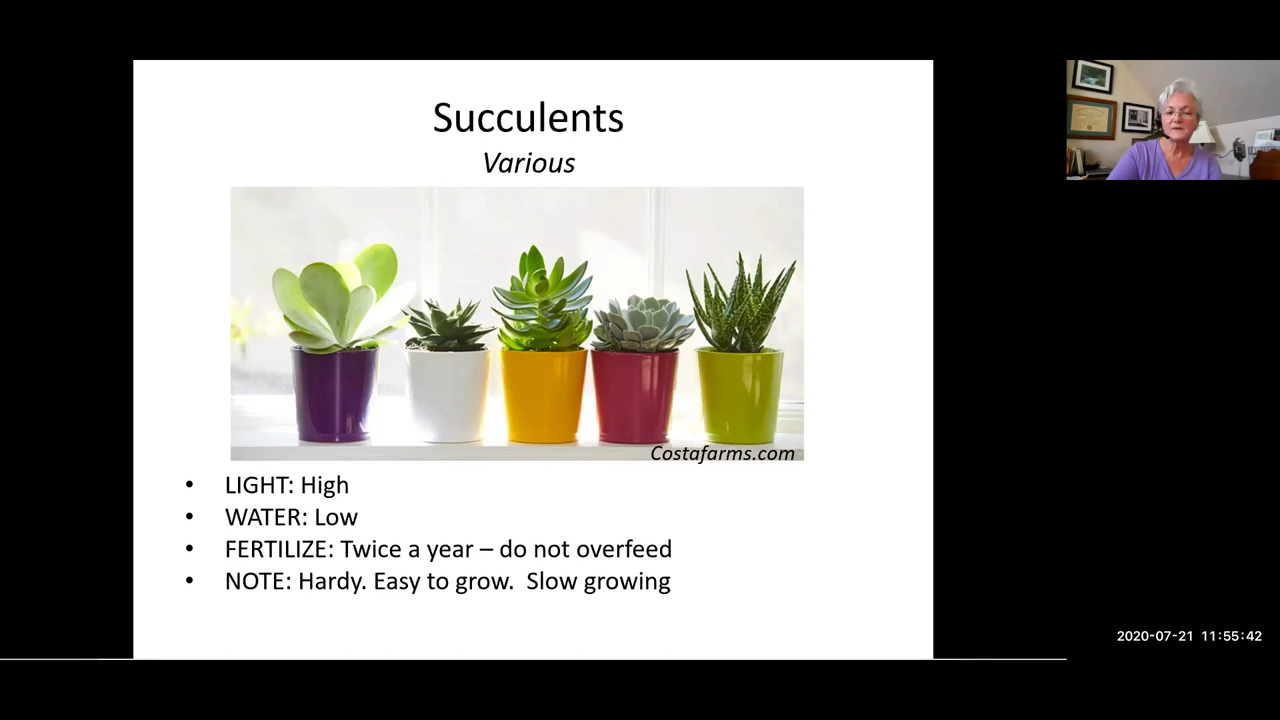 Succulents
Various
Costafarms.com
• LIGHT: High
• WATER: Low
• FERTILIZE: Twice a year – do not overfeed
• NOTE: Hardy. Easy to grow.  Slow growing
2020-07-21 11:55:42